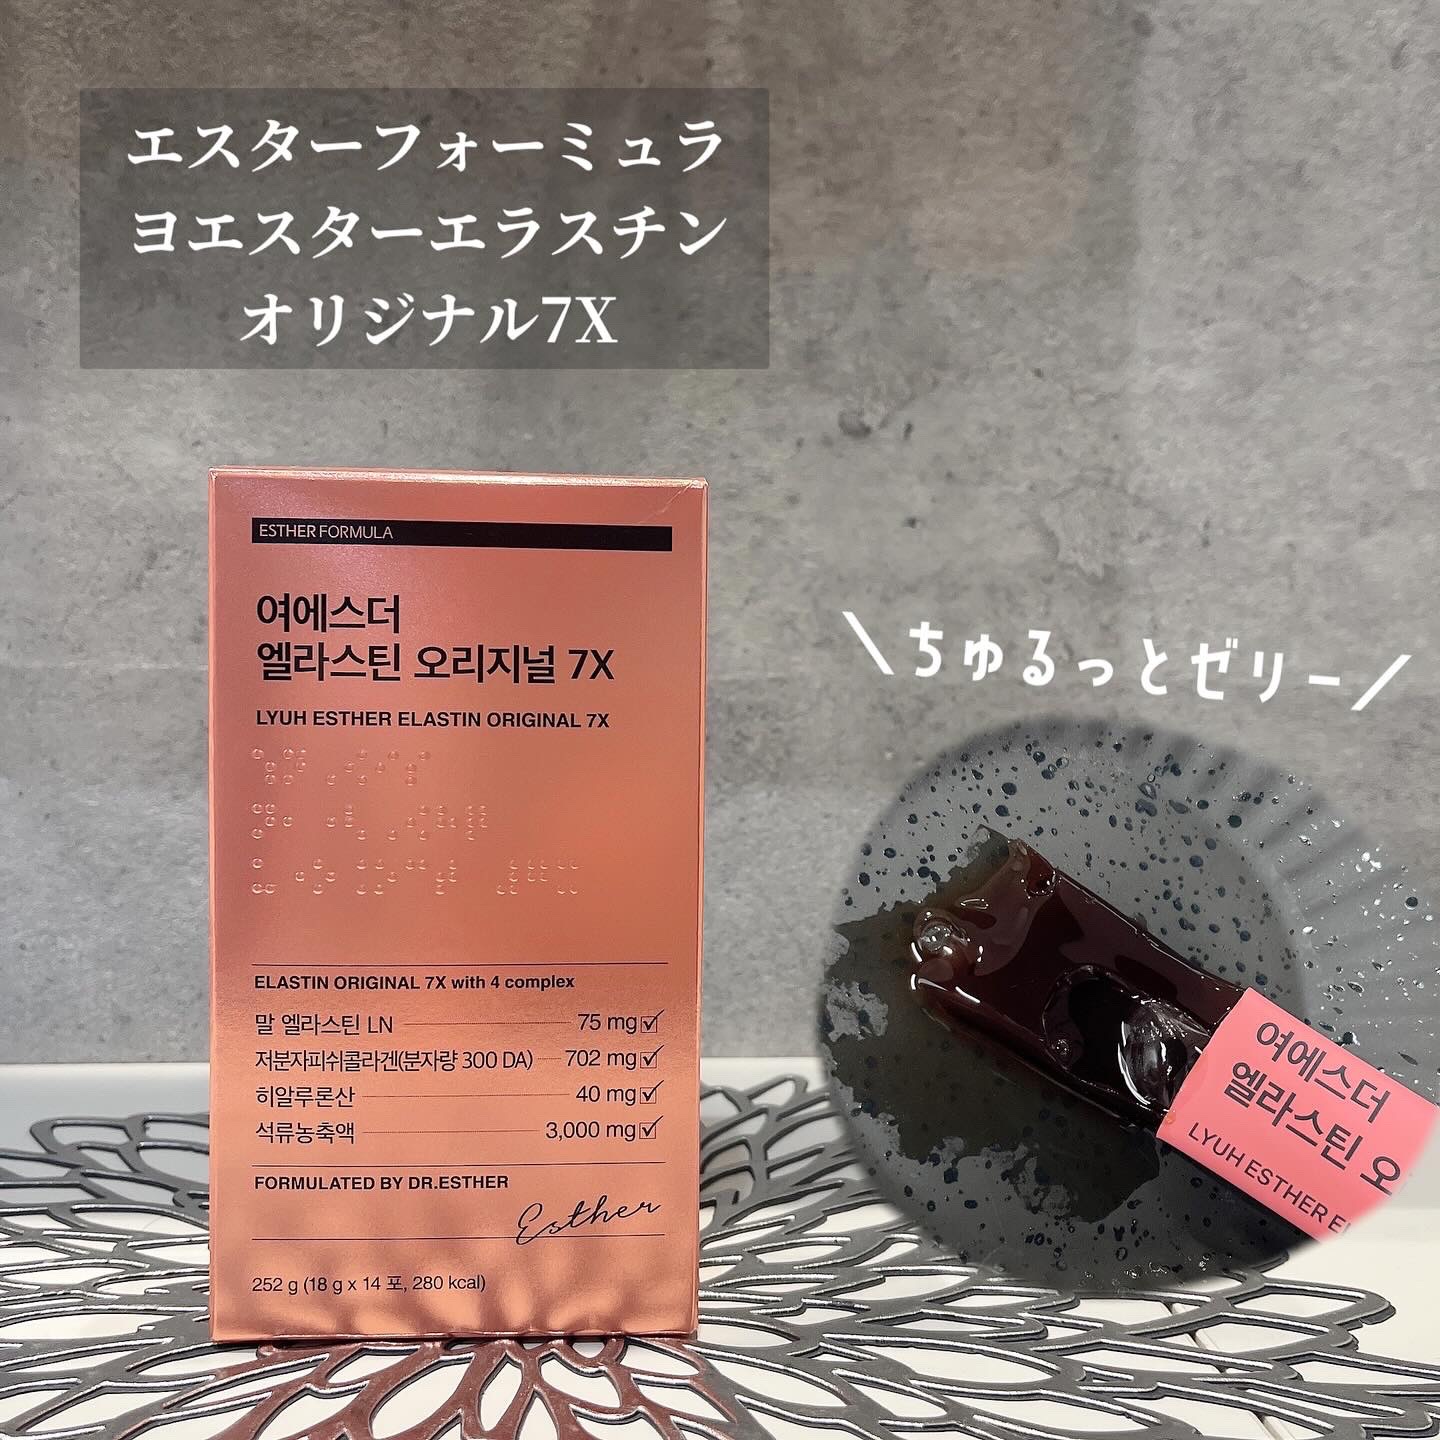 エスターフォーミュラ
ヨエスターエラスチン
オリジナル7X
ESTHER FORMULA
여에스더
엘라스틴 오리지널 7X
LYUH ESTHER ELASTIN ORIGINAL 7X
ELASTIN ORIGINAL 7X with 4 complex
말 엘라스틴 LN 75 mg
저분자피쉬콜라겐(분자량 300 DA) 702 mg
히알루론산 40 mg
석류농축액 3,000 mg
FORMULATED BY DR.ESTHER
Esther
252 g (18 g x 14 포, 280 kcal)
＼ちゅるっとゼリー／
여에스더
엘라스틴 오
LYUH ESTHER E